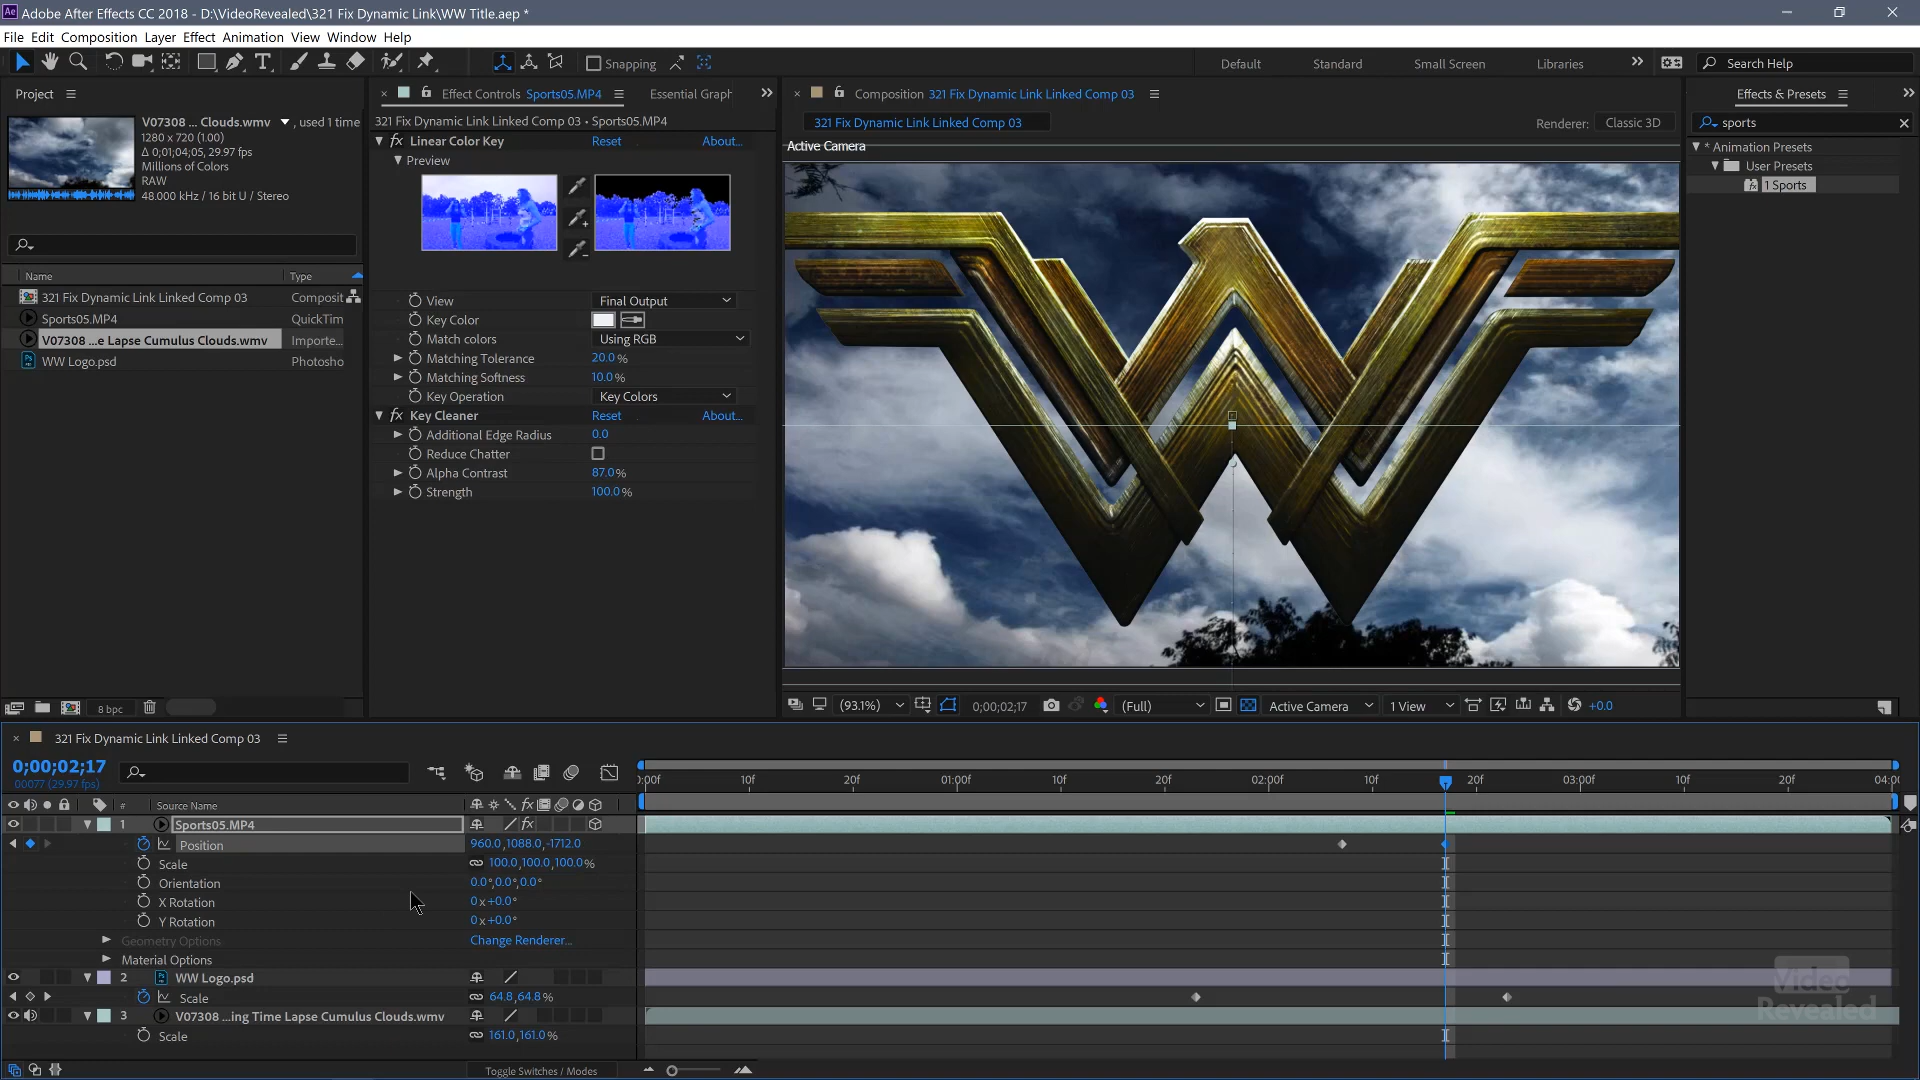 Adobe After Effects CC 2018 - D:\VideoRevealed\321 Fix Dynamic Link\WW Title.aep *
File Edit Composition Layer Effect Animation View Window Help
Snapping
Default Standard Small Screen Libraries
Search Help
Project
V07308 ... Clouds.wmv , used 1 time
1280 x 720 (1.00)
Δ 0;01;04;05, 29.97 fps
Millions of Colors
RAW
48.000 kHz / 16 bit U / Stereo
Name Type
321 Fix Dynamic Link Linked Comp 03 Composit
Sports05.MP4 QuickTim
V07308 ...e Lapse Cumulus Clouds.wmv Importe...
WW Logo.psd Photosho
8 bpc
Effect Controls Sports05.MP4 Essential Graph
321 Fix Dynamic Link Linked Comp 03 • Sports05.MP4
fx Linear Color Key Reset About...
Preview
View Final Output
Key Color
Match colors Using RGB
Matching Tolerance 20.0 %
Matching Softness 10.0 %
Key Operation Key Colors
fx Key Cleaner Reset About...
Additional Edge Radius 0.0
Reduce Chatter
Alpha Contrast 87.0 %
Strength 100.0 %
Composition 321 Fix Dynamic Link Linked Comp 03
321 Fix Dynamic Link Linked Comp 03
Renderer: Classic 3D
Active Camera
(93.1%) 0;00;02;17 (Full) Active Camera 1 View +0.0
Effects & Presets
sports
* Animation Presets
User Presets
1 Sports
321 Fix Dynamic Link Linked Comp 03
0;00;02;17
00077 (29.97 fps)
:00f 10f 20f 01:00f 10f 20f 02:00f 10f 20f 03:00f 10f 20f 04:00
# Source Name
1 Sports05.MP4
Position 960.0,1088.0,-1712.0
Scale 100.0,100.0,100.0%
Orientation 0.0°,0.0°,0.0°
X Rotation 0x+0.0°
Y Rotation 0x+0.0°
Geometry Options Change Renderer...
Material Options
2 WW Logo.psd
Scale 64.8,64.8%
3 V07308 ...ing Time Lapse Cumulus Clouds.wmv
Scale 161.0,161.0%
Toggle Switches / Modes
Video
Revealed